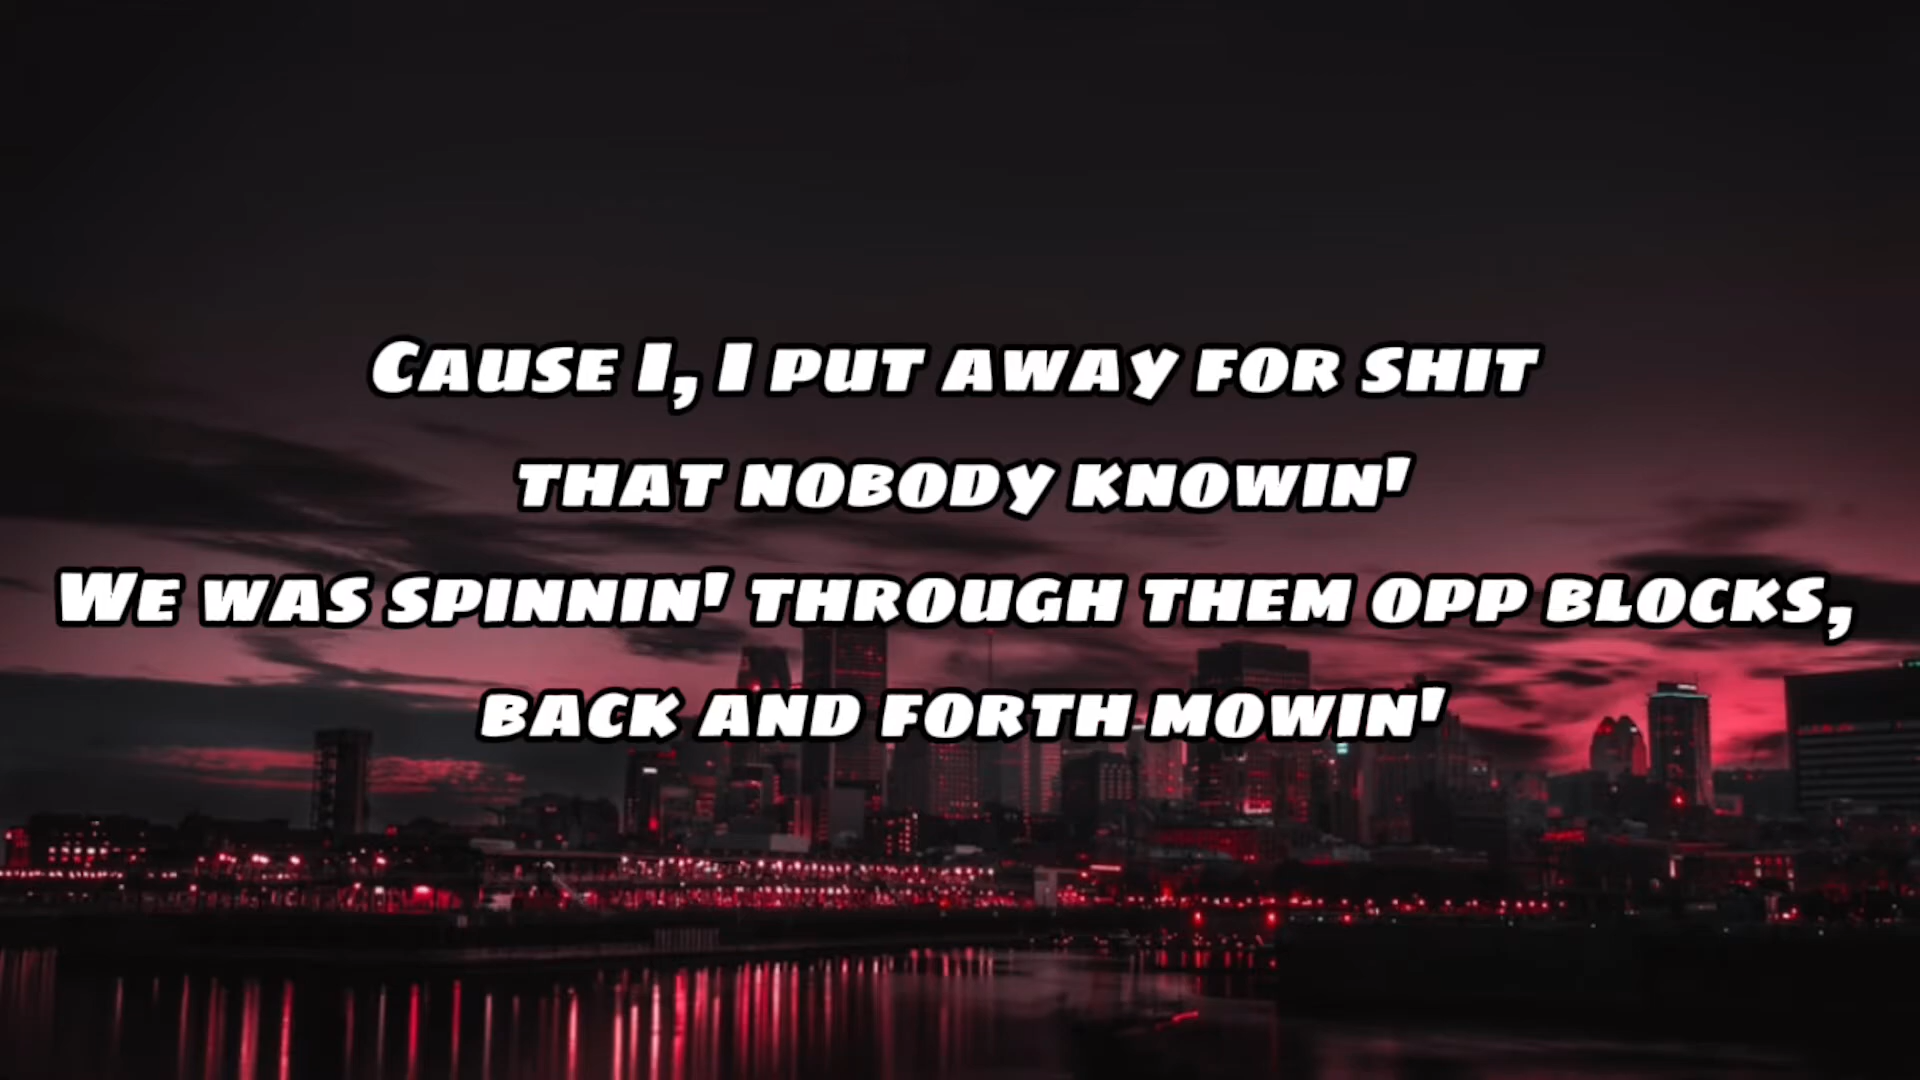 Cause I, I put away for shit
that nobody knowin'
We was spinnin' through them opp blocks,
back and forth mowin'